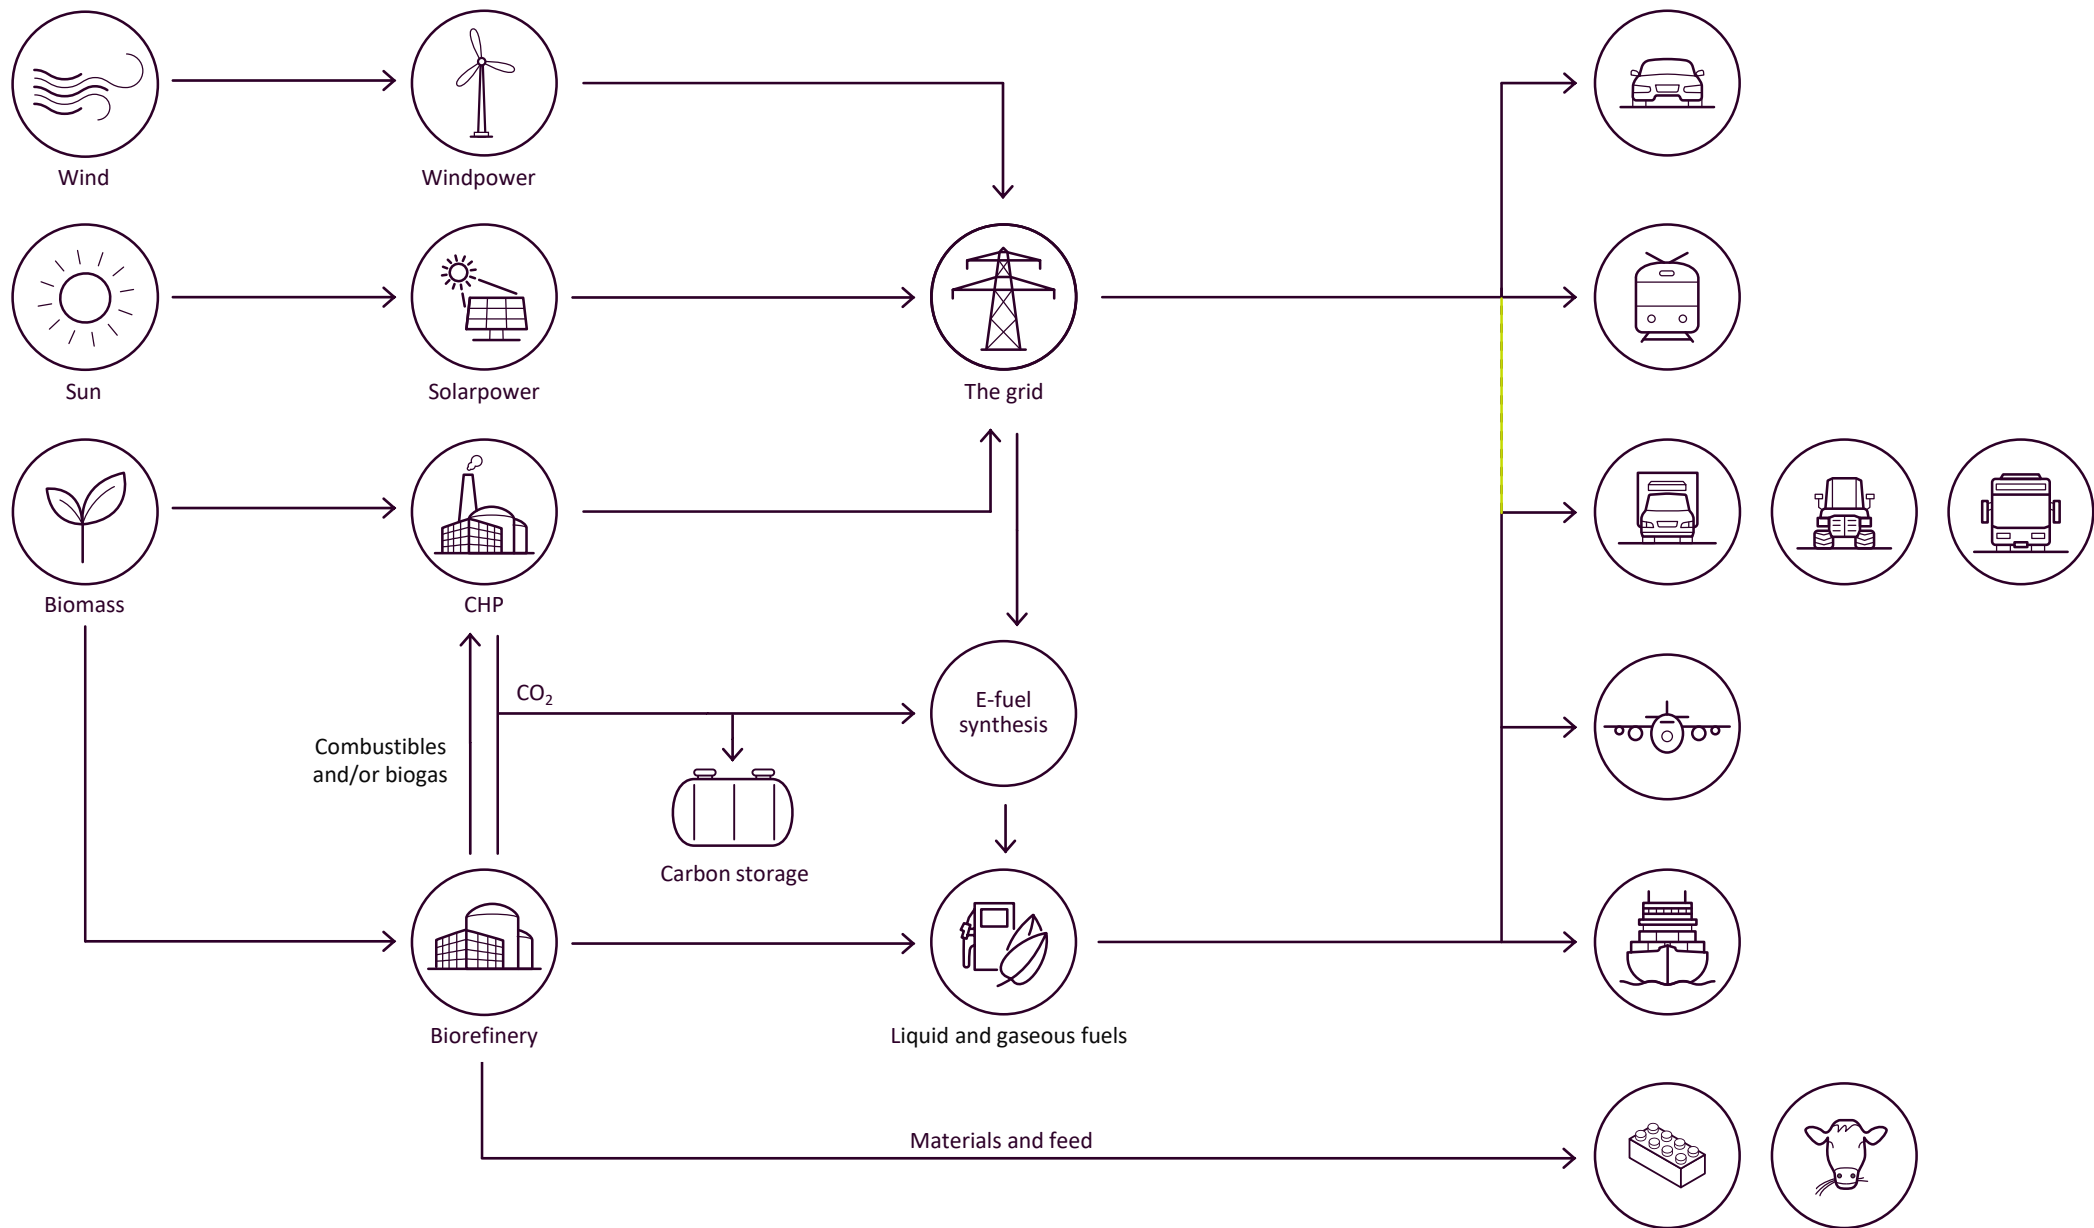 Wind
Windpower
Sun
Solarpower
The grid
Biomass
CHP
CO₂
E-fuel
synthesis
Combustibles
and/or biogas
Carbon storage
Biorefinery
Liquid and gaseous fuels
Materials and feed